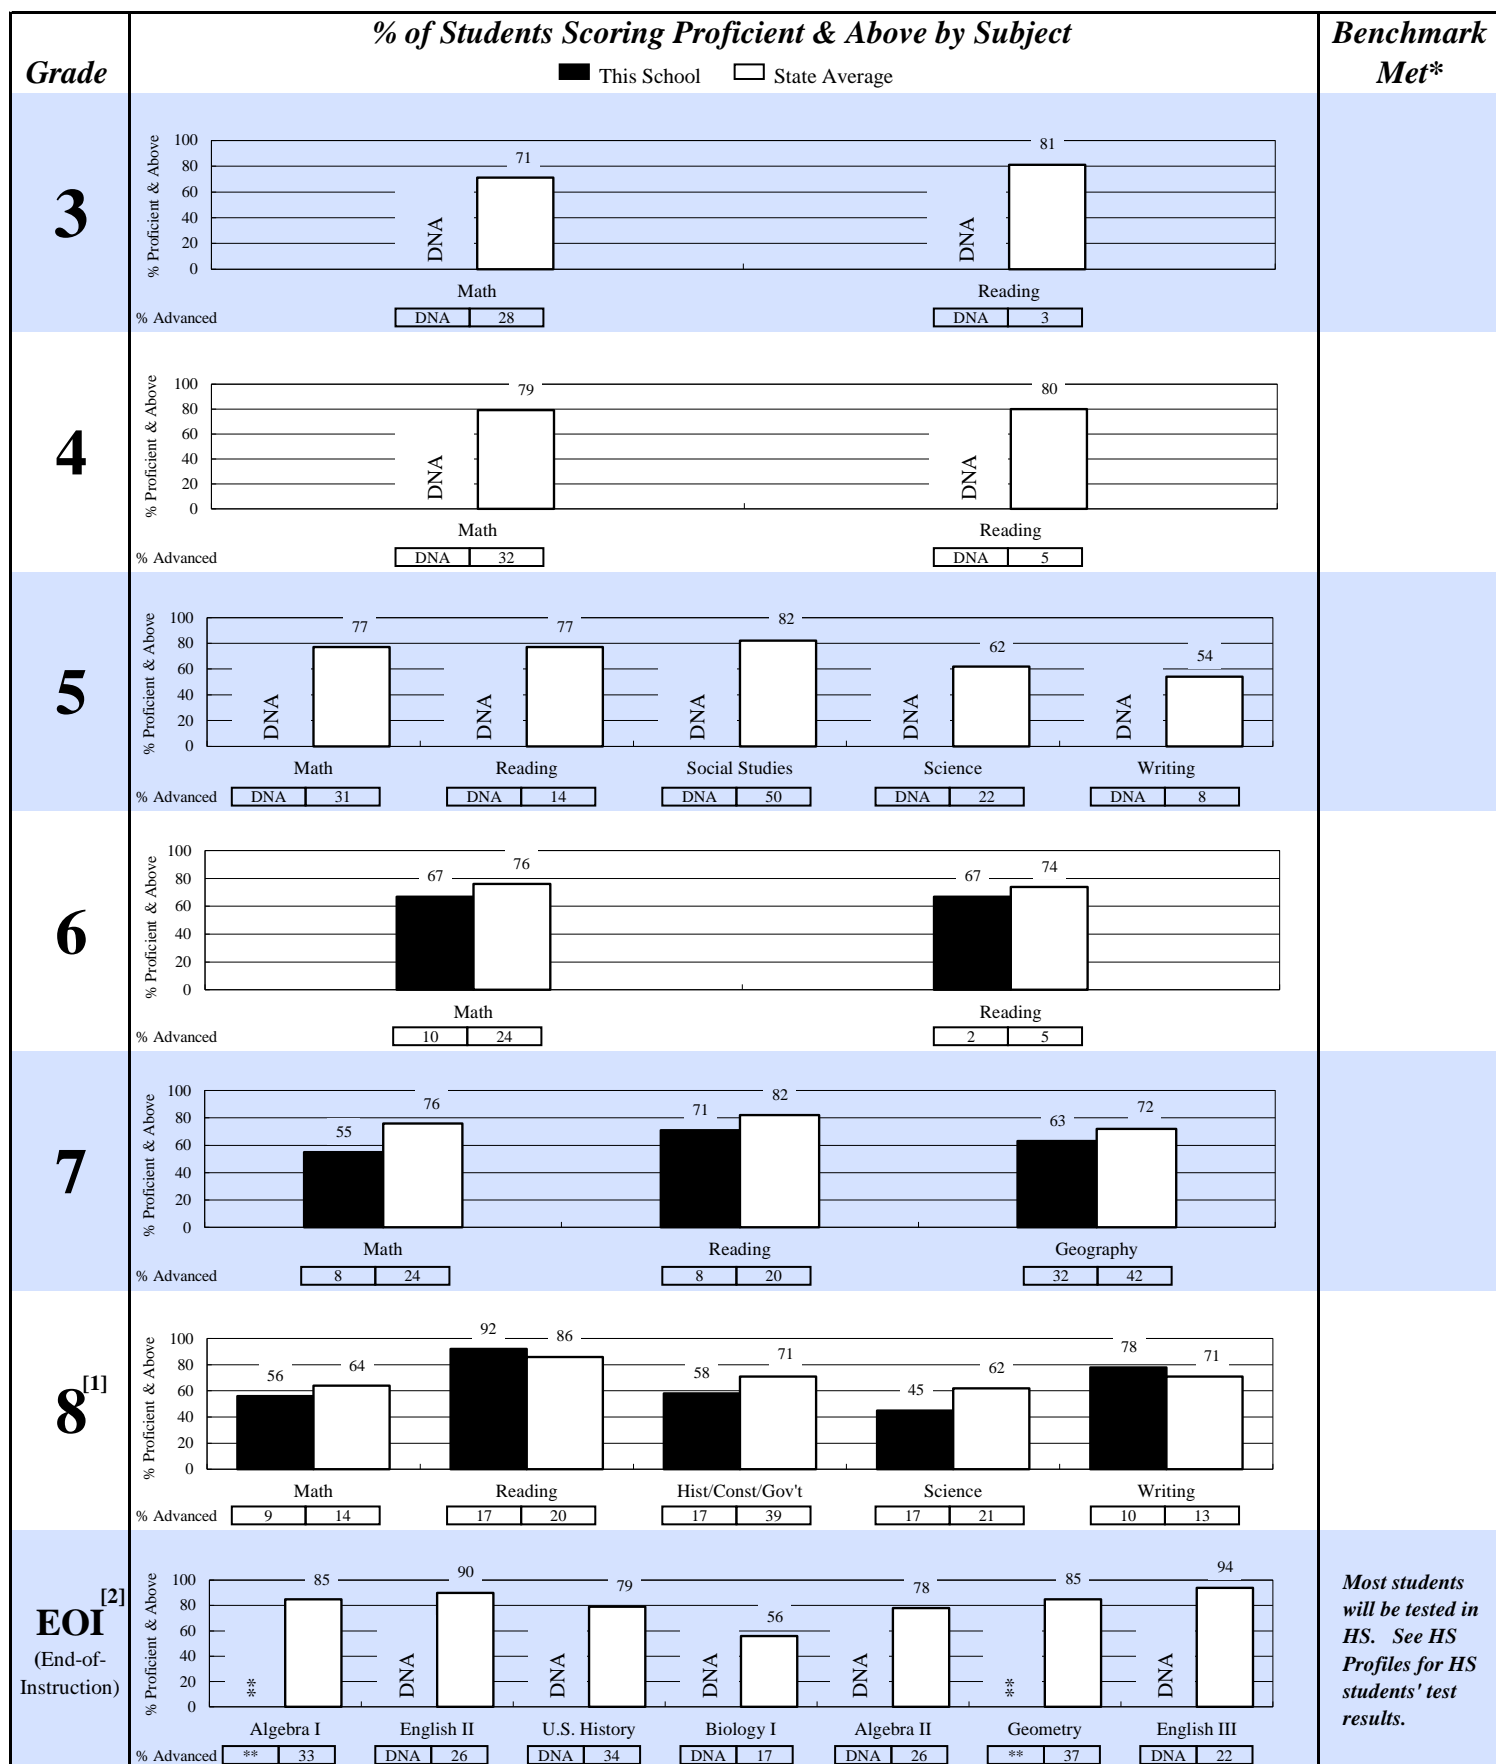 % of Students Scoring Proficient & Above by Subject
Benchmark
Met*
Grade
This School State Average
3
% Proficient & Above
100
80
60
40
20
0
DNA 71
DNA 81
Math Reading
% Advanced DNA 28 DNA 3
4
% Proficient & Above
100
80
60
40
20
0
DNA 79
DNA 80
Math Reading
% Advanced DNA 32 DNA 5
5
% Proficient & Above
100
80
60
40
20
0
DNA 77
DNA 77
DNA 82
DNA 62
DNA 54
Math Reading Social Studies Science Writing
% Advanced DNA 31 DNA 14 DNA 50 DNA 22 DNA 8
6
% Proficient & Above
100
80
60
40
20
0
67 76
67 74
Math Reading
% Advanced 10 24 2 5
7
% Proficient & Above
100
80
60
40
20
0
55 76
71 82
63 72
Math Reading Geography
% Advanced 8 24 8 20 32 42
8[1]
% Proficient & Above
100
80
60
40
20
0
56 64
92 86
58 71
45 62
78 71
Math Reading Hist/Const/Gov't Science Writing
% Advanced 9 14 17 20 17 39 17 21 10 13
EOI[2]
(End-of-
Instruction)
% Proficient & Above
100
80
60
40
20
0
** 85
DNA 90
DNA 79
DNA 56
DNA 78
** 85
DNA 94
Algebra I English II U.S. History Biology I Algebra II Geometry English III
% Advanced ** 33 DNA 26 DNA 34 DNA 17 DNA 26 ** 37 DNA 22
Most students
will be tested in
HS. See HS
Profiles for HS
students' test
results.